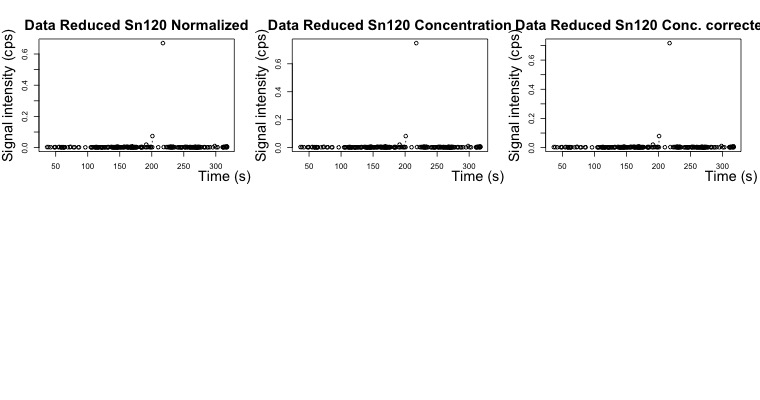 Data Reduced Sn120 Normalized
Signal intensity (cps)
0.0 0.2 0.4 0.6
50 100 150 200 250 300
Time (s)
Data Reduced Sn120 Concentration
Signal intensity (cps)
0.0 0.2 0.4 0.6
50 100 150 200 250 300
Time (s)
Data Reduced Sn120 Conc. correcte
Signal intensity (cps)
0.0 0.2 0.4 0.6
50 100 150 200 250 300
Time (s)